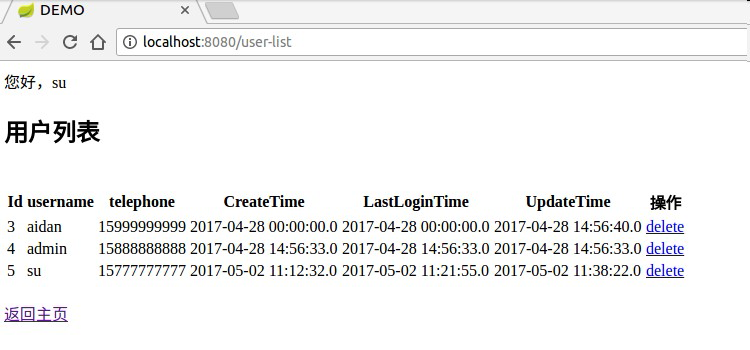 DEMO
localhost:8080/user-list
您好，su
用户列表
Id username telephone CreateTime LastLoginTime UpdateTime 操作
3 aidan 15999999999 2017-04-28 00:00:00.0 2017-04-28 00:00:00.0 2017-04-28 14:56:40.0 delete
4 admin 15888888888 2017-04-28 14:56:33.0 2017-04-28 14:56:33.0 2017-04-28 14:56:33.0 delete
5 su 15777777777 2017-05-02 11:12:32.0 2017-05-02 11:21:55.0 2017-05-02 11:38:22.0 delete
返回主页